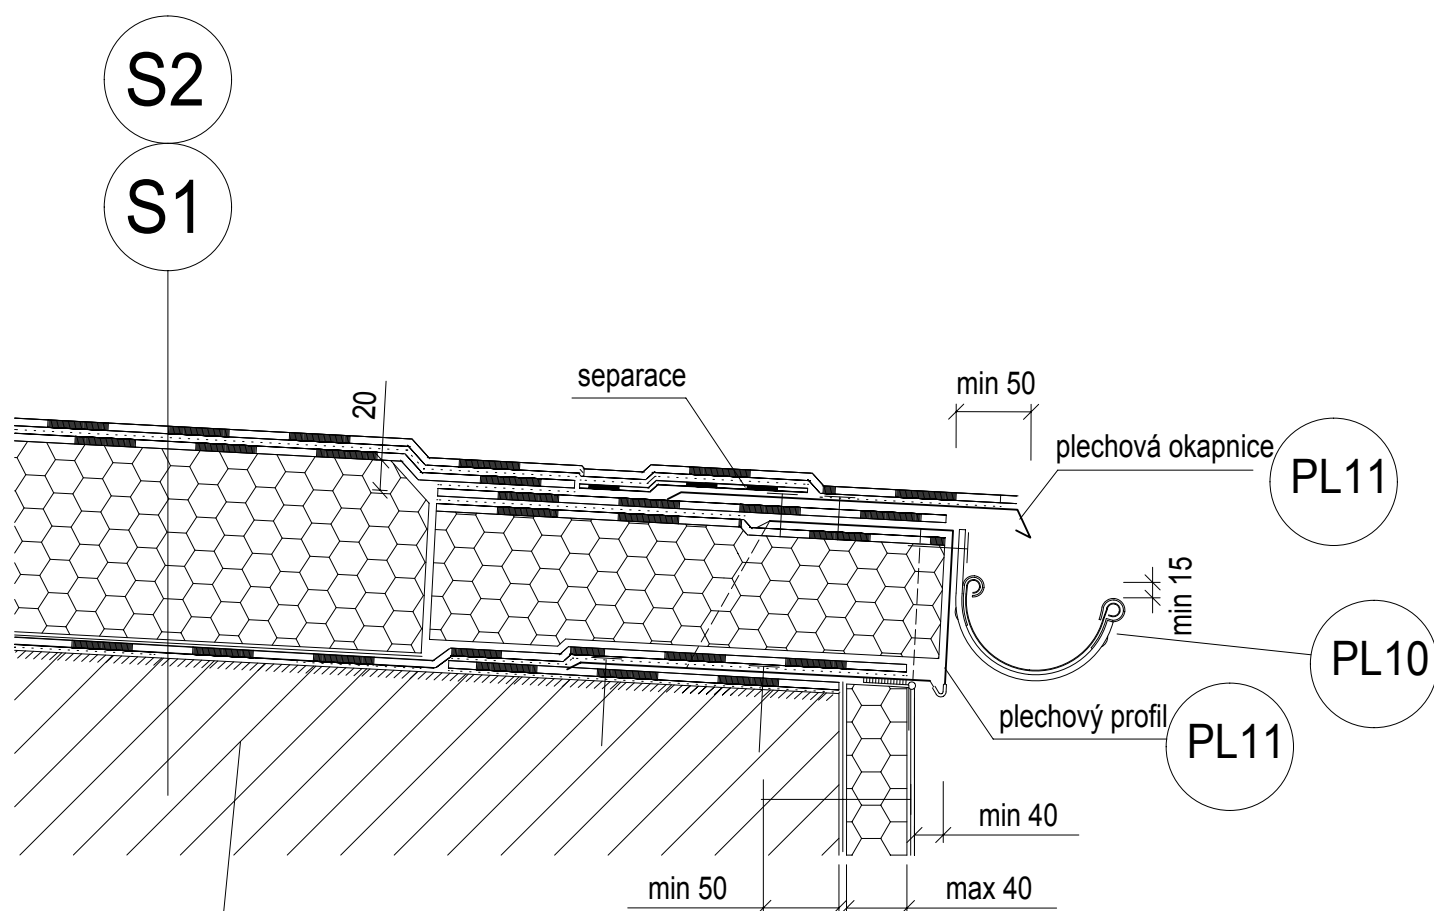 S2
S1
separace
min 50
20
plechová okapnice
PL11
min 15
PL10
plechový profil
PL11
min 40
min 50
max 40